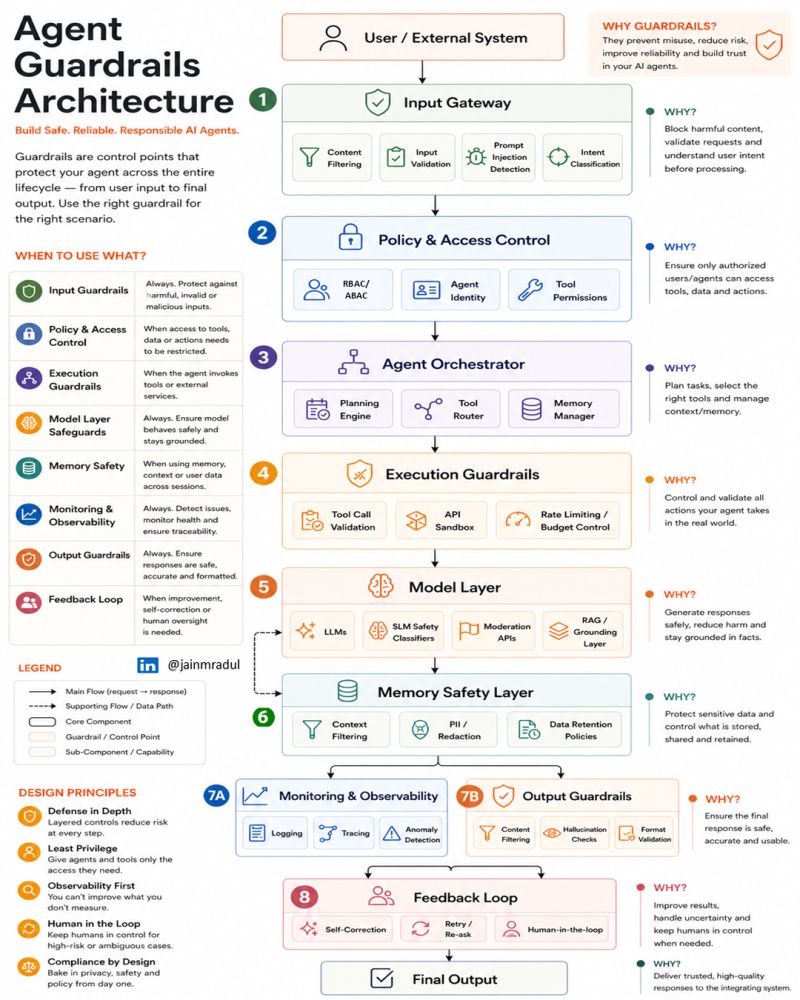 Agent
Guardrails
Architecture
Build Safe. Reliable. Responsible AI Agents.
Guardrails are control points that
protect your agent across the entire
lifecycle — from user input to final
output. Use the right guardrail for
the right scenario.
WHEN TO USE WHAT?
Input Guardrails
Always. Protect against
harmful, invalid or
malicious inputs.
Policy & Access
Control
When access to tools,
data or actions needs
to be restricted.
Execution
Guardrails
When the agent invokes
tools or external
services.
Model Layer
Safeguards
Always. Ensure model
behaves safely and
stays grounded.
Memory Safety
When using memory,
context or user data
across sessions.
Monitoring &
Observability
Always. Detect issues,
monitor health and
ensure traceability.
Output Guardrails
Always. Ensure
responses are safe,
accurate and formatted.
Feedback Loop
When improvement,
self-correction or
human oversight
is needed.
LEGEND
in @jainmradul
Main Flow (request → response)
Supporting Flow / Data Path
Core Component
Guardrail / Control Point
Sub-Component / Capability
DESIGN PRINCIPLES
Defense in Depth
Layered controls reduce risk
at every step.
Least Privilege
Give agents and tools only the
access they need.
Observability First
You can't improve what you
don't measure.
Human in the Loop
Keep humans in control for
high-risk or ambiguous cases.
Compliance by Design
Bake in privacy, safety and
policy from day one.
User / External System
WHY GUARDRAILS?
They prevent misuse, reduce risk,
improve reliability and build trust
in your AI agents.
1
Input Gateway
Content
Filtering
Input
Validation
Prompt
Injection
Detection
Intent
Classification
WHY?
Block harmful content,
validate requests and
understand user intent
before processing.
2
Policy & Access Control
RBAC/
ABAC
Agent
Identity
Tool
Permissions
WHY?
Ensure only authorized
users/agents can access
tools, data and actions.
3
Agent Orchestrator
Planning
Engine
Tool
Router
Memory
Manager
WHY?
Plan tasks, select the
right tools and manage
context/memory.
4
Execution Guardrails
Tool Call
Validation
API
Sandbox
Rate Limiting /
Budget Control
WHY?
Control and validate all
actions your agent takes
in the real world.
5
Model Layer
LLMs
SLM Safety
Classifiers
Moderation
APIs
RAG /
Grounding
Layer
WHY?
Generate responses
safely, reduce harm and
stay grounded in facts.
6
Memory Safety Layer
Context
Filtering
PII /
Redaction
Data Retention
Policies
WHY?
Protect sensitive data and
control what is stored,
shared and retained.
7A
Monitoring & Observability
Logging
Tracing
Anomaly
Detection
7B
Output Guardrails
Content
Filtering
Hallucination
Checks
Format
Validation
WHY?
Ensure the final
response is safe,
accurate and usable.
8
Feedback Loop
Self-Correction
Retry /
Re-ask
Human-in-the-loop
WHY?
Improve results,
handle uncertainty and
keep humans in control
when needed.
Final Output
WHY?
Deliver trusted, high-quality
responses to the integrating system.